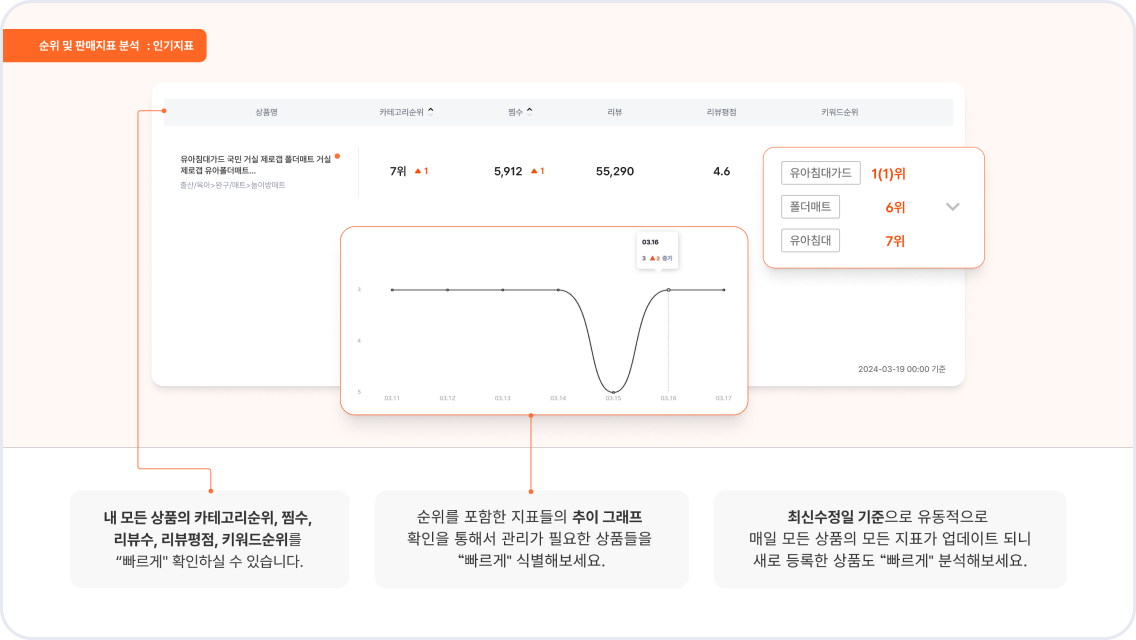 순위 및 판매지표 분석 : 인기지표
상품명 카테고리순위 찜수 리뷰 리뷰평점 키워드순위
유아침대가드 국민 거실 제로갭 폴더매트 거실
제로갭 유아폴더매트...
출산/육아>완구/매트>놀이방매트
7위 ▲ 1 5,912 ▲ 1 55,290 4.6
유아침대가드 1(1)위
폴더매트 6위
유아침대 7위
03.16
3 ▲2 증가
3
4
5
03.11 03.12 03.13 03.14 03.15 03.16 03.17
2024-03-19 00:00 기준
내 모든 상품의 카테고리순위, 찜수,
리뷰수, 리뷰평점, 키워드순위를
“빠르게" 확인하실 수 있습니다.
순위를 포함한 지표들의 추이 그래프
확인을 통해서 관리가 필요한 상품들을
“빠르게" 식별해보세요.
최신수정일 기준으로 유동적으로
매일 모든 상품의 모든 지표가 업데이트 되니
새로 등록한 상품도 “빠르게" 분석해보세요.